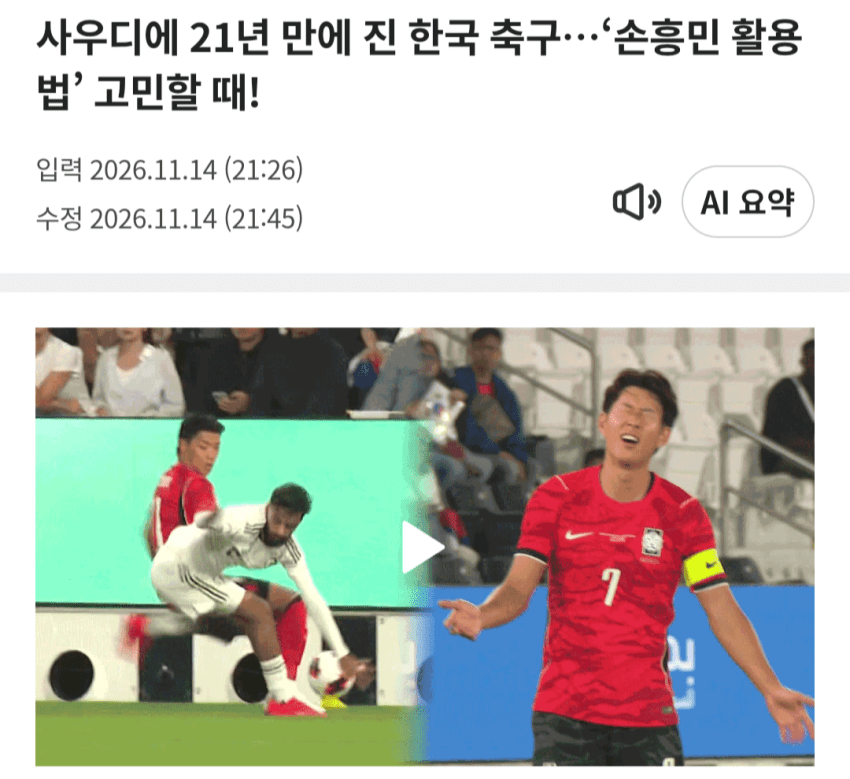 사우디에 21년 만에 진 한국 축구…‘손흥민 활용
법’ 고민할 때!
입력 2026.11.14 (21:26)
수정 2026.11.14 (21:45)
AI 요약
7